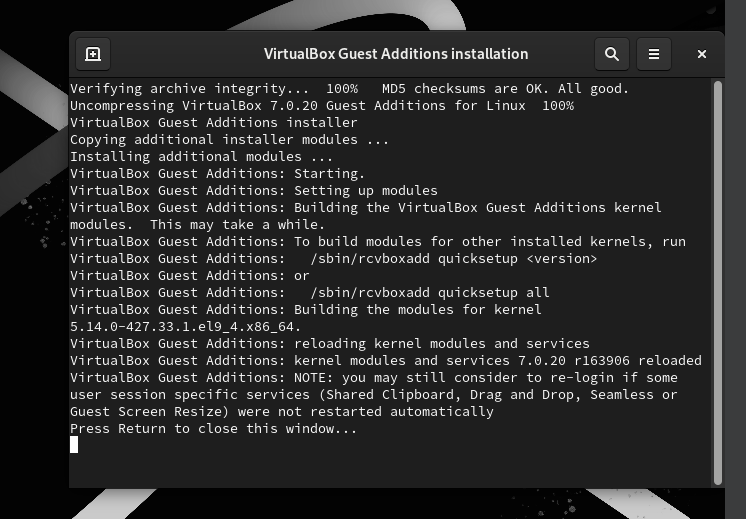 VirtualBox Guest Additions installation
Verifying archive integrity...  100%   MD5 checksums are OK. All good.
Uncompressing VirtualBox 7.0.20 Guest Additions for Linux  100%
VirtualBox Guest Additions installer
Copying additional installer modules ...
Installing additional modules ...
VirtualBox Guest Additions: Starting.
VirtualBox Guest Additions: Setting up modules
VirtualBox Guest Additions: Building the VirtualBox Guest Additions kernel
modules.  This may take a while.
VirtualBox Guest Additions: To build modules for other installed kernels, run
VirtualBox Guest Additions:   /sbin/rcvboxadd quicksetup <version>
VirtualBox Guest Additions: or
VirtualBox Guest Additions:   /sbin/rcvboxadd quicksetup all
VirtualBox Guest Additions: Building the modules for kernel
5.14.0-427.33.1.el9_4.x86_64.
VirtualBox Guest Additions: reloading kernel modules and services
VirtualBox Guest Additions: kernel modules and services 7.0.20 r163906 reloaded
VirtualBox Guest Additions: NOTE: you may still consider to re-login if some
user session specific services (Shared Clipboard, Drag and Drop, Seamless or
Guest Screen Resize) were not restarted automatically
Press Return to close this window...